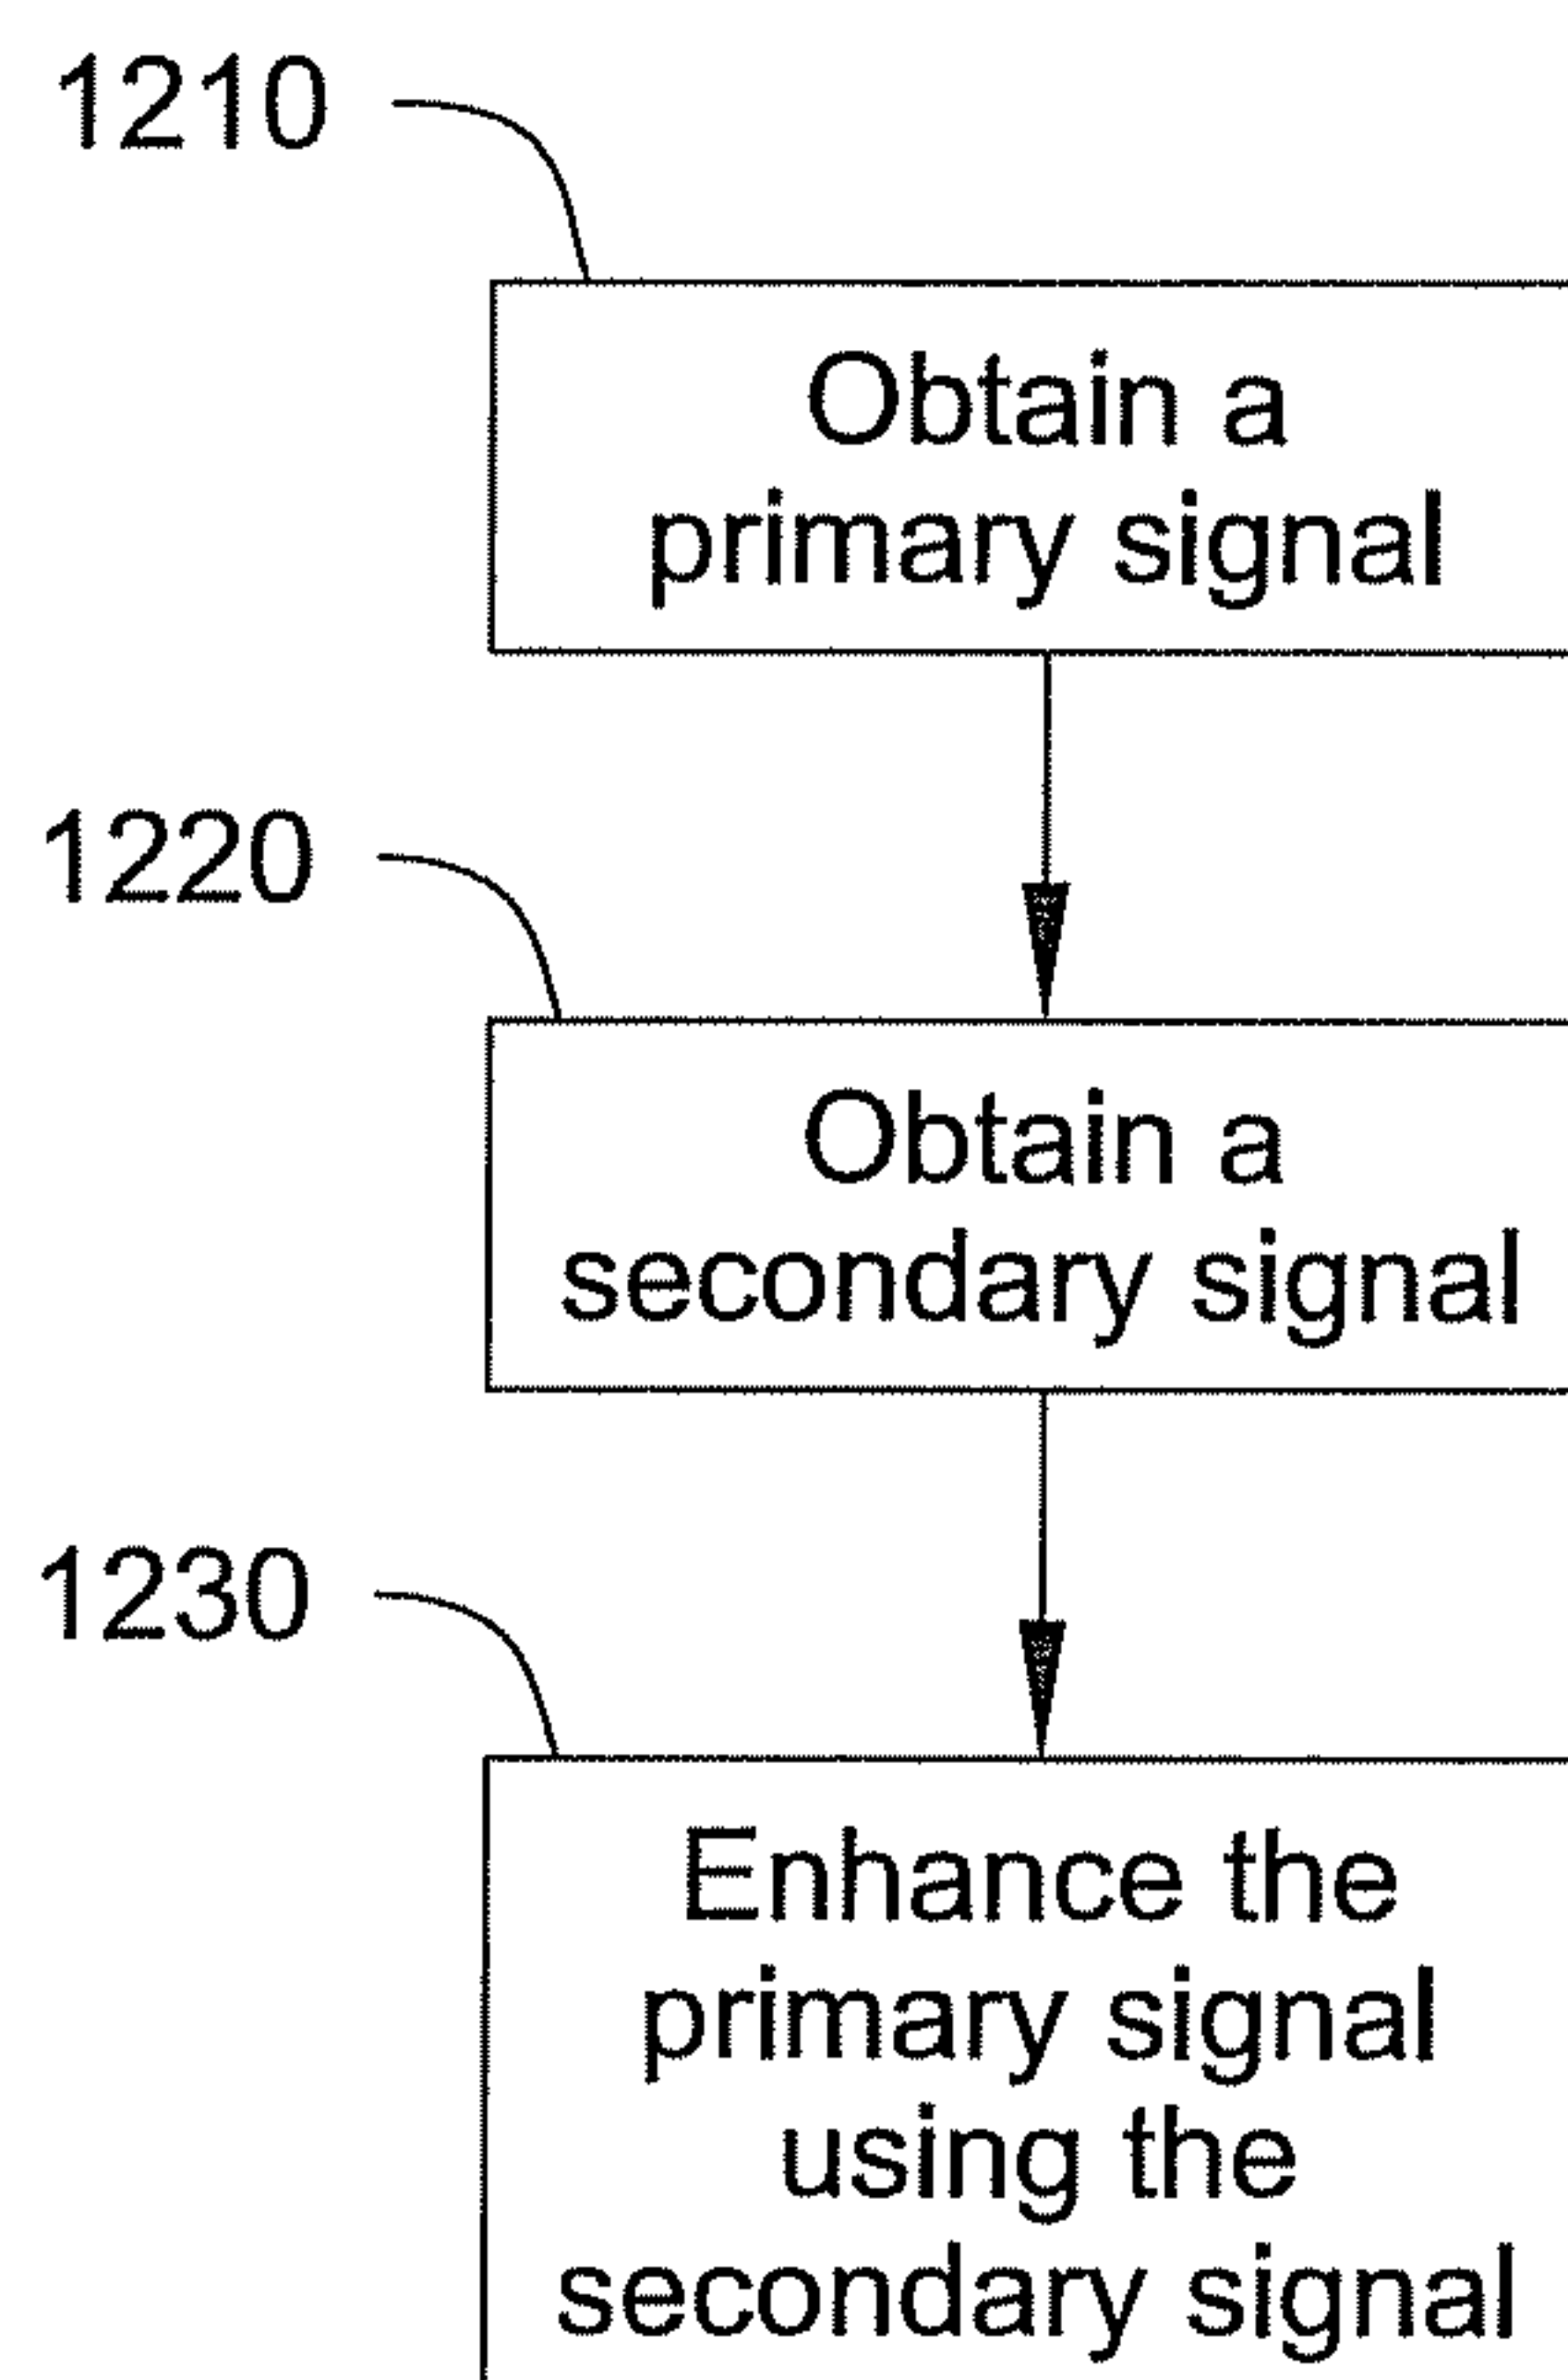 1210
Obtain a
primary signal
1220
Obtain a
secondary signal
1230
Enhance the
primary signal
using the
secondary signal